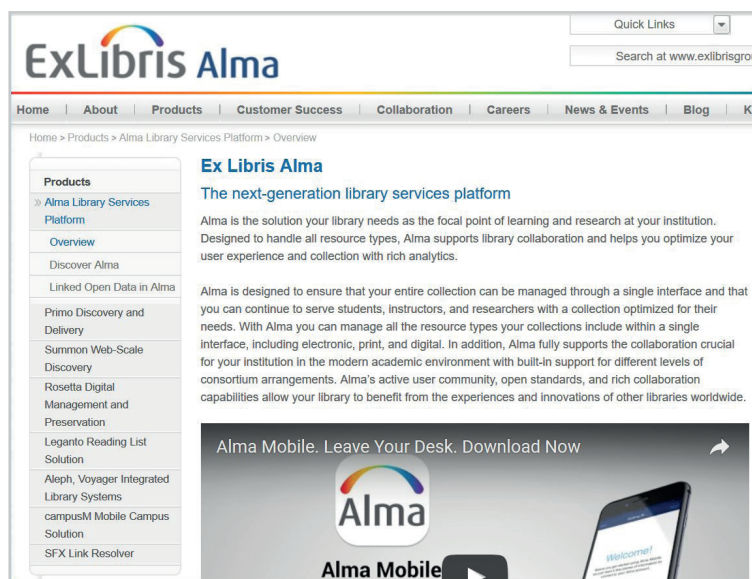 ExLibris Alma
Quick Links
Search at www.exlibrisgro
Home | About | Products | Customer Success | Collaboration | Careers | News & Events | Blog | K
Home > Products > Alma Library Services Platform > Overview
Products
» Alma Library Services
Platform
Overview
Discover Alma
Linked Open Data in Alma
Primo Discovery and
Delivery
Summon Web-Scale
Discovery
Rosetta Digital
Management and
Preservation
Leganto Reading List
Solution
Aleph, Voyager Integrated
Library Systems
campusM Mobile Campus
Solution
SFX Link Resolver
Ex Libris Alma
The next-generation library services platform
Alma is the solution your library needs as the focal point of learning and research at your institution.
Designed to handle all resource types, Alma supports library collaboration and helps you optimize your
user experience and collection with rich analytics.
Alma is designed to ensure that your entire collection can be managed through a single interface and that
you can continue to serve students, instructors, and researchers with a collection optimized for their
needs. With Alma you can manage all the resource types your collections include within a single
interface, including electronic, print, and digital. In addition, Alma fully supports the collaboration crucial
for your institution in the modern academic environment with built-in support for different levels of
consortium arrangements. Alma's active user community, open standards, and rich collaboration
capabilities allow your library to benefit from the experiences and innovations of other libraries worldwide.
Alma Mobile. Leave Your Desk. Download Now
Alma
Alma Mobile
Welcome!